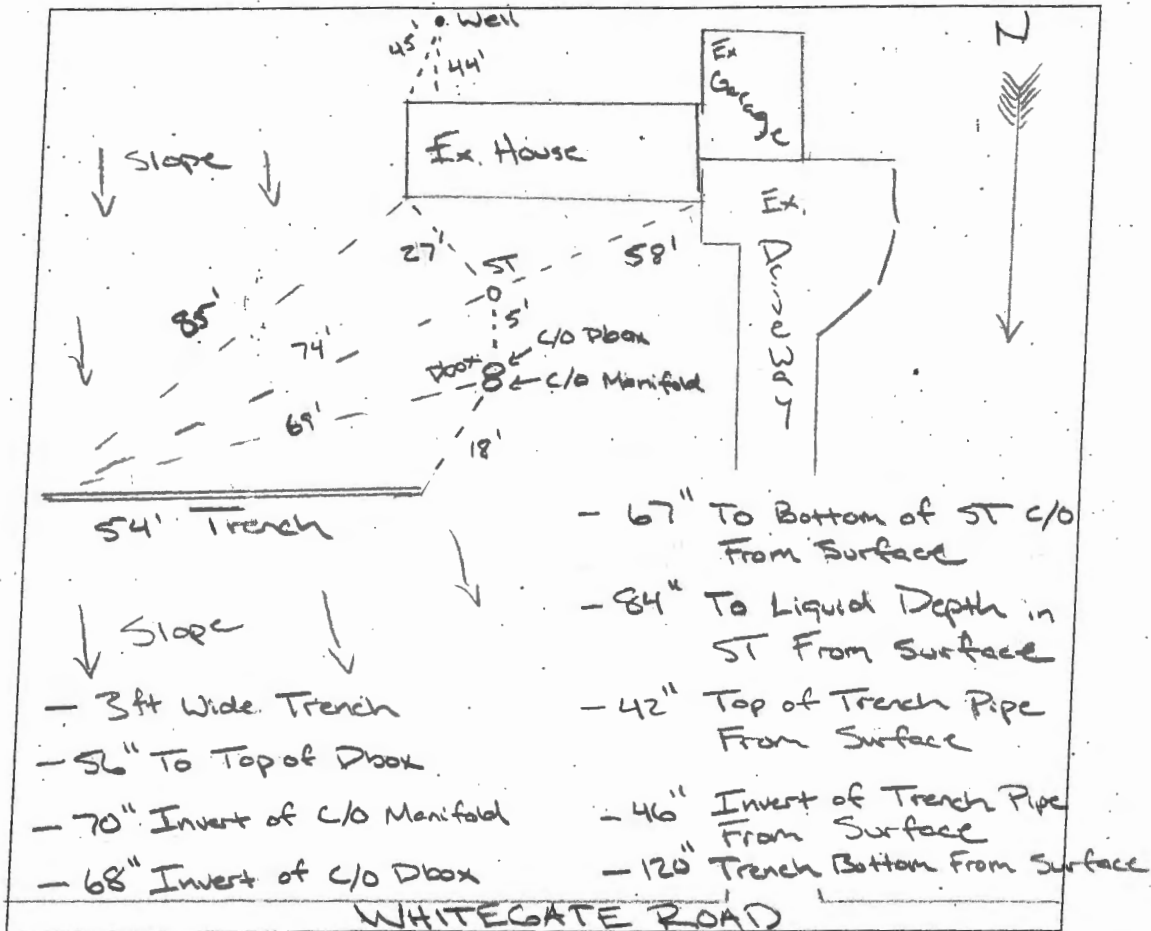 Well
N
45'
44'
Ex
Garage
Ex. House
Slope
Ex.
Driveway
27'
58'
ST
85'
5'
74'
C/O Dbox
Dbox
C/O Manifold
69'
18'
54' Trench
- 67" To Bottom of ST C/O
From Surface
- 84" To Liquid Depth in
ST From Surface
Slope
- 3ft Wide Trench
- 42" Top of Trench Pipe
From Surface
- 56" To Top of Dbox
- 70" Invert of C/O Manifold
- 46" Invert of Trench Pipe
From Surface
- 68" Invert of C/O Dbox
- 120" Trench Bottom From Surface
WHITEGATE ROAD